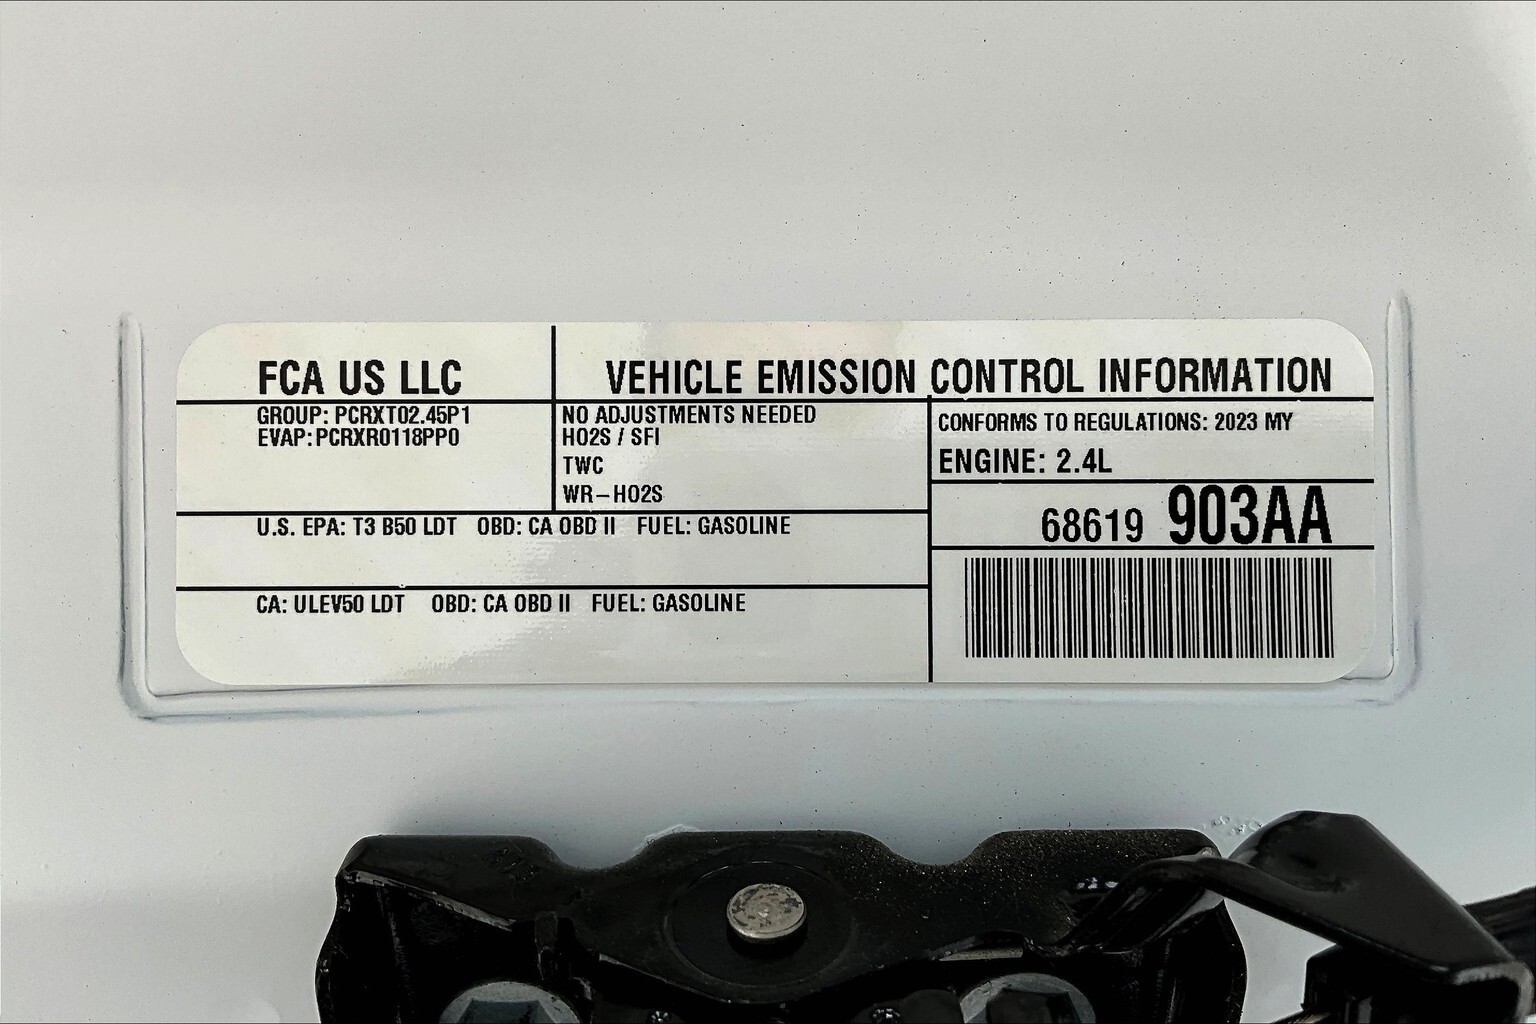 FCA US LLC
VEHICLE EMISSION CONTROL INFORMATION
GROUP: PCRXT02.45P1
EVAP: PCRXR0118PP0
NO ADJUSTMENTS NEEDED
HO2S / SFI
TWC
WR-HO2S
CONFORMS TO REGULATIONS: 2023 MY
ENGINE: 2.4L
68619 903AA
U.S. EPA: T3 B50 LDT OBD: CA OBD II FUEL: GASOLINE
CA: ULEV50 LDT OBD: CA OBD II FUEL: GASOLINE